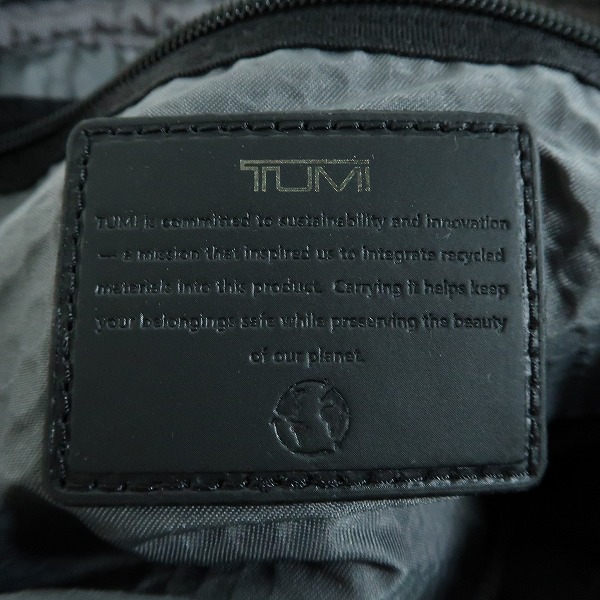 TUMI
TUMI is committed to sustainability and innovation
— a mission that inspired us to integrate recycled
materials into this product. Carrying it helps keep
your belongings safe while preserving the beauty
of our planet.